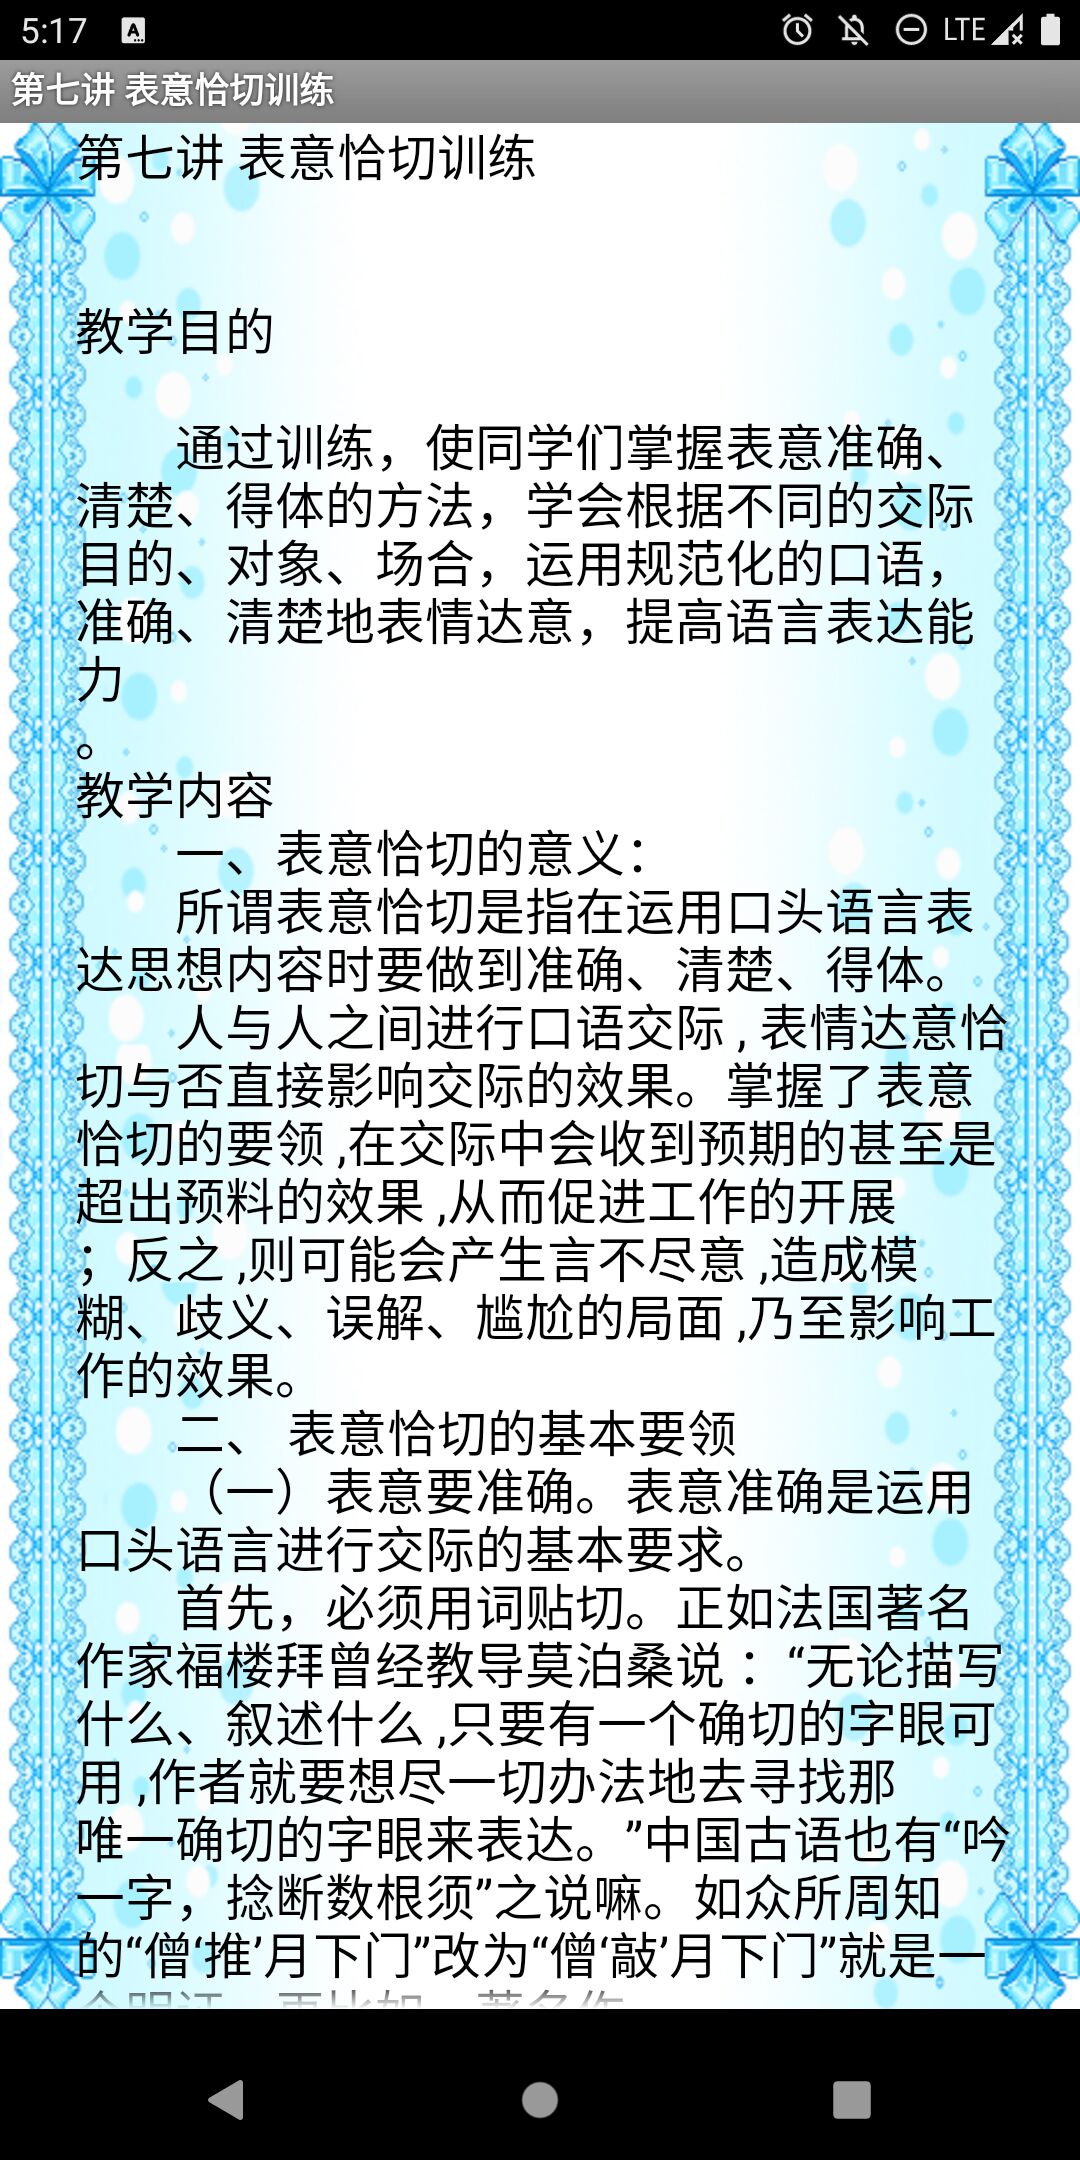 5:17
A
LTE
第七讲 表意恰切训练
第七讲 表意恰切训练
教学目的
通过训练，使同学们掌握表意准确、
清楚、得体的方法，学会根据不同的交际
目的、对象、场合，运用规范化的口语，
准确、清楚地表情达意，提高语言表达能
力
。
教学内容
一、表意恰切的意义：
所谓表意恰切是指在运用口头语言表
达思想内容时要做到准确、清楚、得体。
人与人之间进行口语交际 , 表情达意恰
切与否直接影响交际的效果。掌握了表意
恰切的要领 ,在交际中会收到预期的甚至是
超出预料的效果 ,从而促进工作的开展
；反之 ,则可能会产生言不尽意 ,造成模
糊、歧义、误解、尴尬的局面 ,乃至影响工
作的效果。
二、 表意恰切的基本要领
（一）表意要准确。表意准确是运用
口头语言进行交际的基本要求。
首先，必须用词贴切。正如法国著名
作家福楼拜曾经教导莫泊桑说 ：“无论描写
什么、叙述什么 ,只要有一个确切的字眼可
用 ,作者就要想尽一切办法地去寻找那
唯一确切的字眼来表达。”中国古语也有“吟
一字，捻断数根须”之说嘛。如众所周知
的“僧‘推’月下门”改为“僧‘敲’月下门”就是一